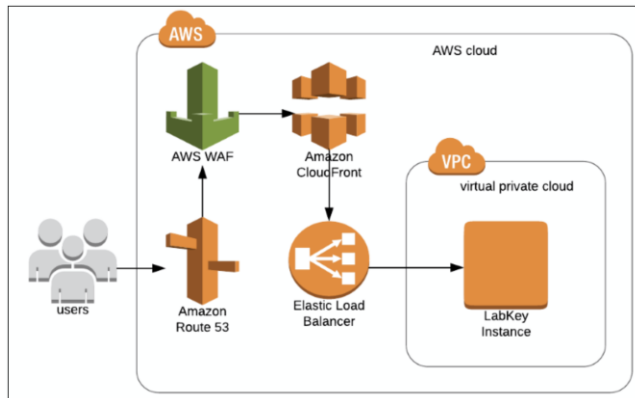 AWS
AWS cloud
AWS WAF
Amazon
CloudFront
VPC
virtual private cloud
users
Amazon
Route 53
Elastic Load
Balancer
LabKey
Instance